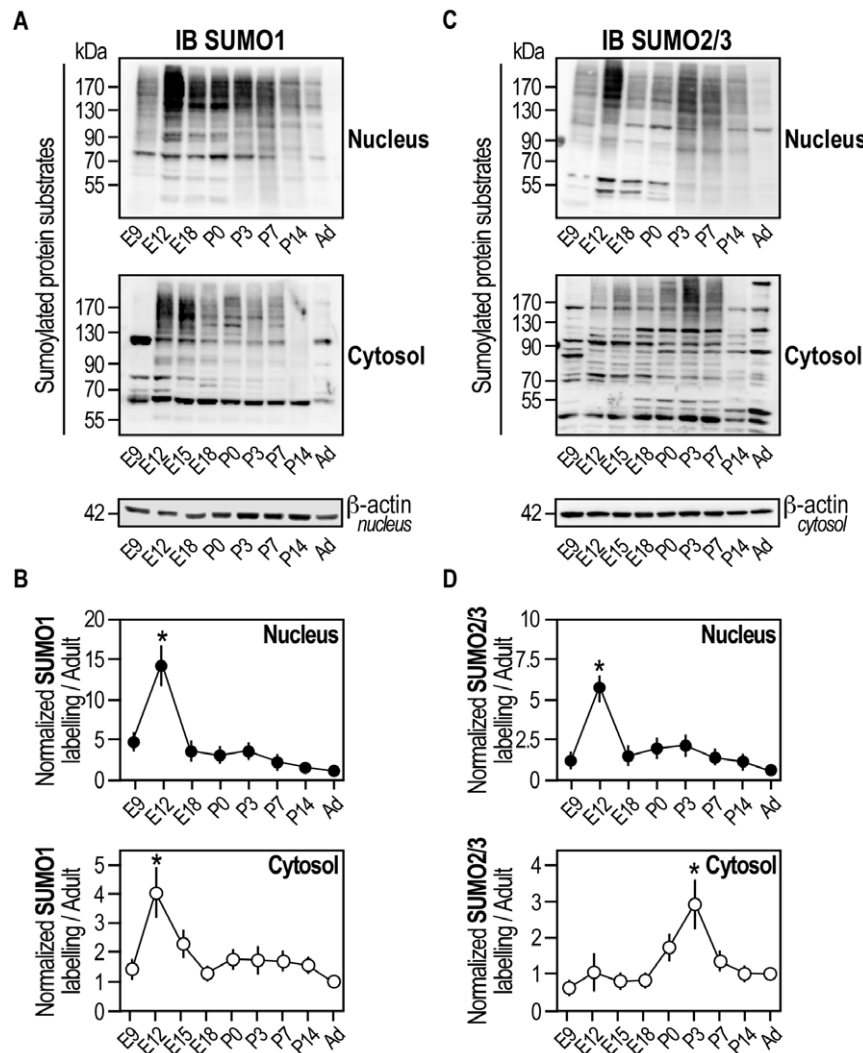 A
IB SUMO1
kDa
170
130
90
70
55
Nucleus
E9 E12 E18 P0 P3 P7 P14 Ad
Sumoylated protein substrates
170
130
90
70
55
Cytosol
E9 E12 E15 E18 P0 P3 P7 P14 Ad
42
β-actin
nucleus
E9 E12 E18 P0 P3 P7 P14 Ad
C
IB SUMO2/3
kDa
170
130
90
70
55
Nucleus
E9 E12 E18 P0 P3 P7 P14 Ad
Sumoylated protein substrates
170
130
90
70
55
Cytosol
E9 E12 E15 E18 P0 P3 P7 P14 Ad
42
β-actin
cytosol
E9 E12 E15 E18 P0 P3 P7 P14 Ad
B
Normalized SUMO1
labelling / Adult
20
15
10
5
0
Nucleus
*
E9 E12 E18 P0 P3 P7 P14 Ad
Normalized SUMO1
labelling / Adult
5
4
3
2
1
0
Cytosol
*
E9 E12 E15 E18 P0 P3 P7 P14 Ad
D
Normalized SUMO2/3
labelling / Adult
10
7.5
5
2.5
0
Nucleus
*
E9 E12 E18 P0 P3 P7 P14 Ad
Normalized SUMO2/3
labelling / Adult
4
3
2
1
0
Cytosol
*
E9 E12 E15 E18 P0 P3 P7 P14 Ad